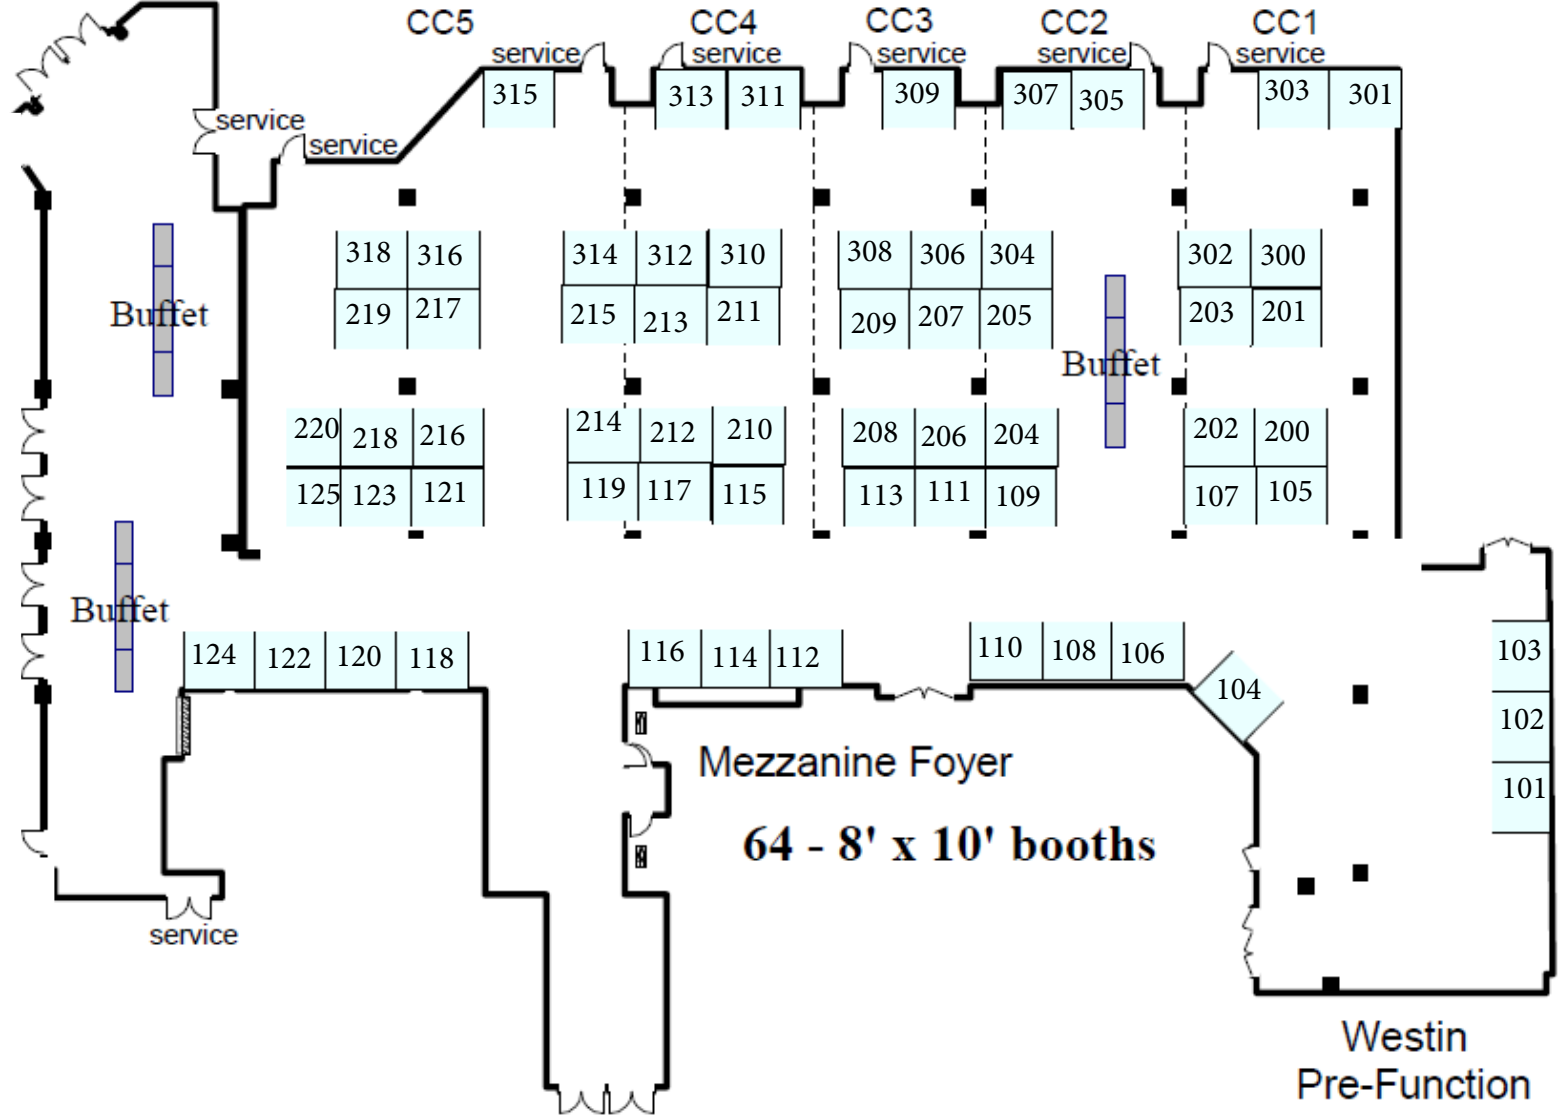 CC5 CC4 CC3 CC2 CC1
service service service service service
315 313 311 309 307 305 303 301
service
service
318 316 314 312 310 308 306 304 302 300
219 217 215 213 211 209 207 205 203 201
Buffet
Buffet
220 218 216 214 212 210 208 206 204 202 200
125 123 121 119 117 115 113 111 109 107 105
Buffet
124 122 120 118 116 114 112 110 108 106 103
104
102
101
Mezzanine Foyer
64 - 8' x 10' booths
service
Westin
Pre-Function